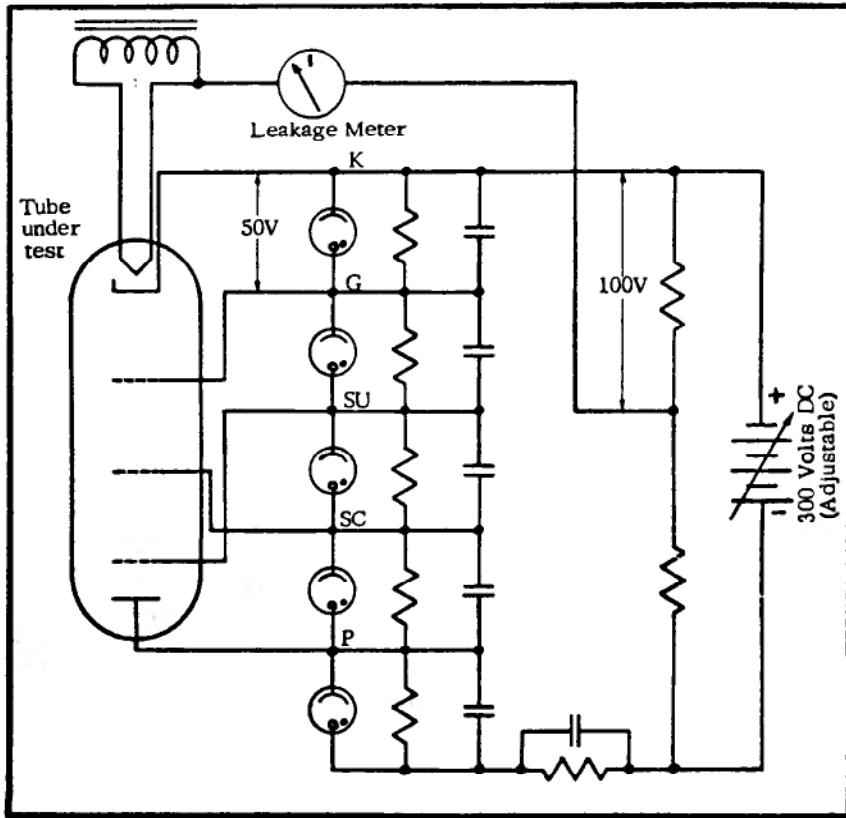 Leakage Meter
K
Tube
under
test
50V
G
100V
SU
+
300 Volts DC
(Adjustable)
-
SC
P